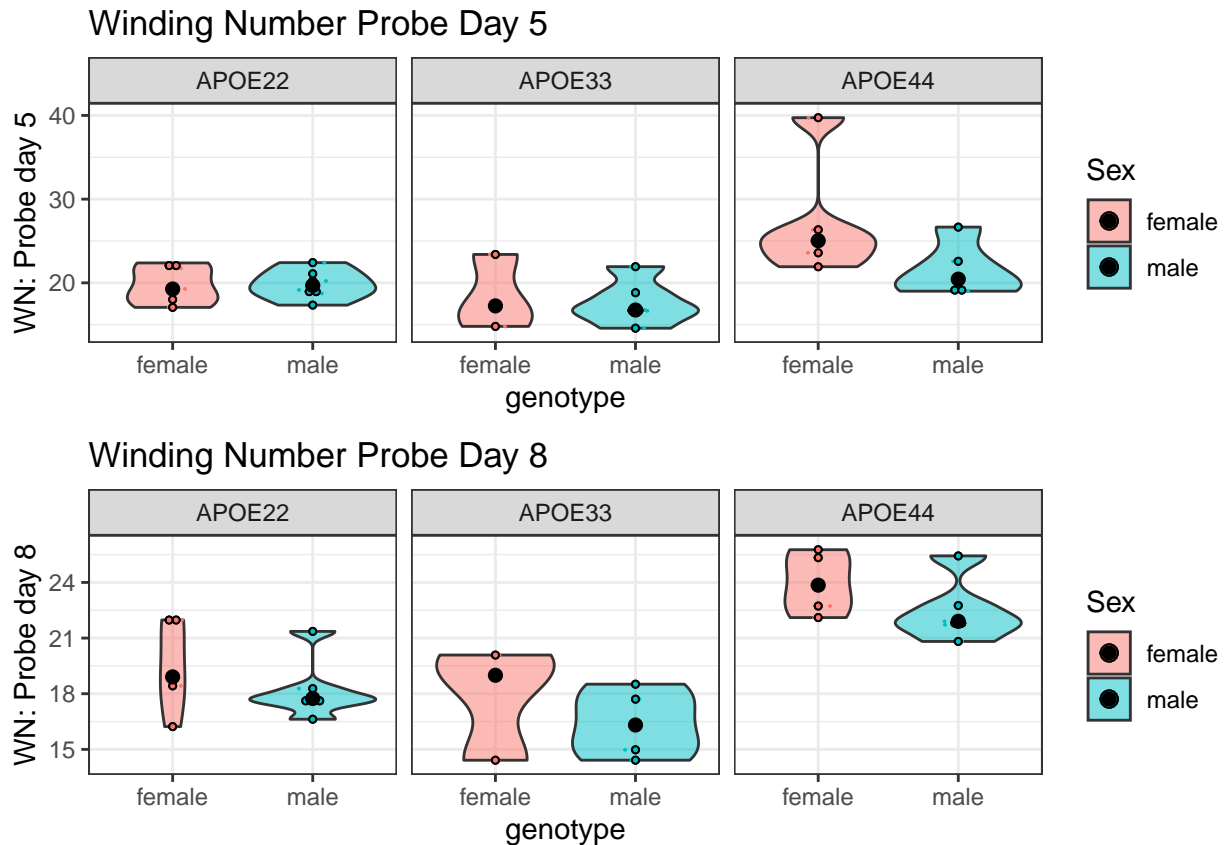 Winding Number Probe Day 5
APOE22 APOE33 APOE44
WN: Probe day 5
40
30
20
female male female male female male
genotype
Sex
female
male
Winding Number Probe Day 8
APOE22 APOE33 APOE44
WN: Probe day 8
24
21
18
15
female male female male female male
genotype
Sex
female
male